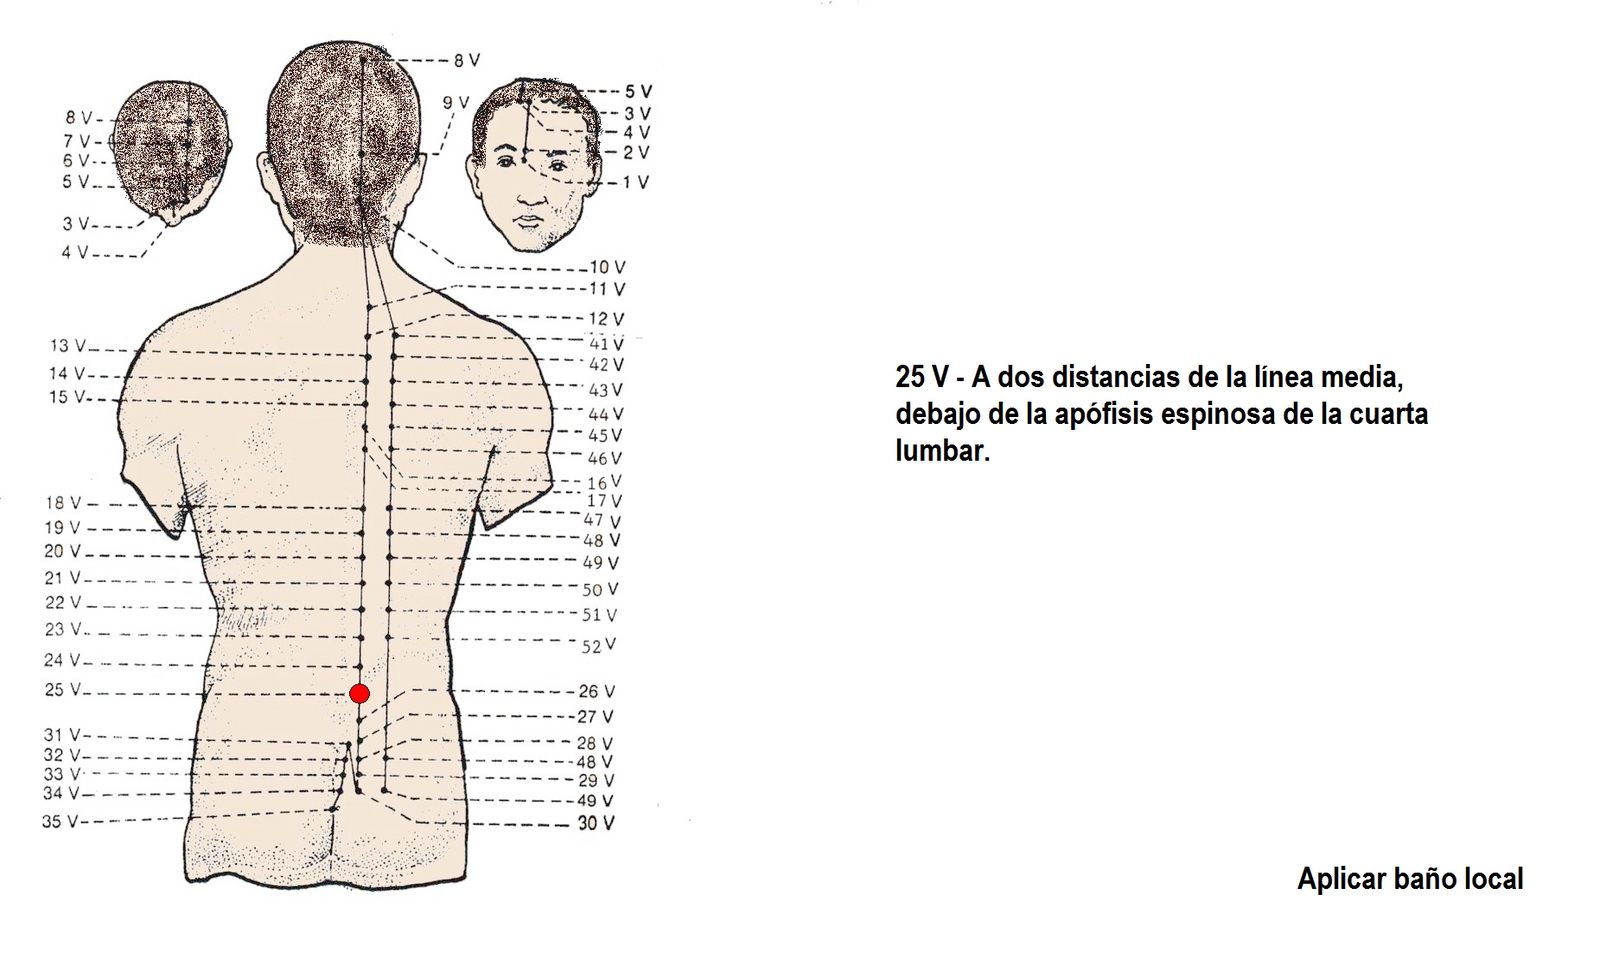 8 V
9 V
8 V
7 V
6 V
5 V
3 V
4 V
5 V
3 V
4 V
2 V
1 V
10 V
11 V
12 V
41 V
42 V
43 V
44 V
45 V
46 V
16 V
17 V
47 V
48 V
49 V
50 V
51 V
52 V
13 V
14 V
15 V
18 V
19 V
20 V
21 V
22 V
23 V
24 V
25 V
31 V
32 V
33 V
34 V
35 V
26 V
27 V
28 V
48 V
29 V
49 V
30 V
25 V - A dos distancias de la línea media,
debajo de la apófisis espinosa de la cuarta
lumbar.
Aplicar baño local